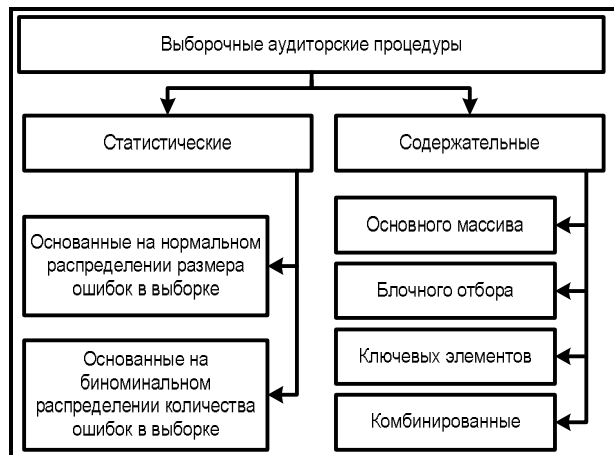 Выборочные аудиторские процедуры
Статистические
Содержательные
Основанные на нормальном
распределении размера
ошибок в выборке
Основанные на
биноминальном
распределении количества
ошибок в выборке
Основного массива
Блочного отбора
Ключевых элементов
Комбинированные